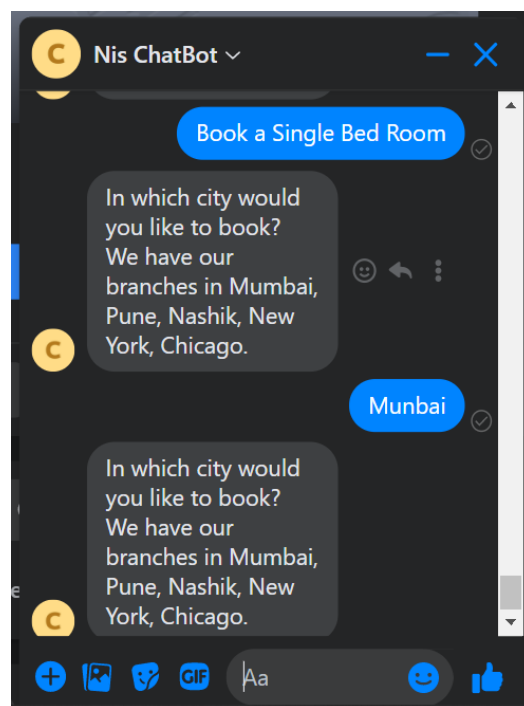 C Nis ChatBot
Book a Single Bed Room
In which city would
you like to book?
We have our
branches in Mumbai,
Pune, Nashik, New
York, Chicago.
C
Munbai
In which city would
you like to book?
We have our
branches in Mumbai,
Pune, Nashik, New
York, Chicago.
C
GIF Aa